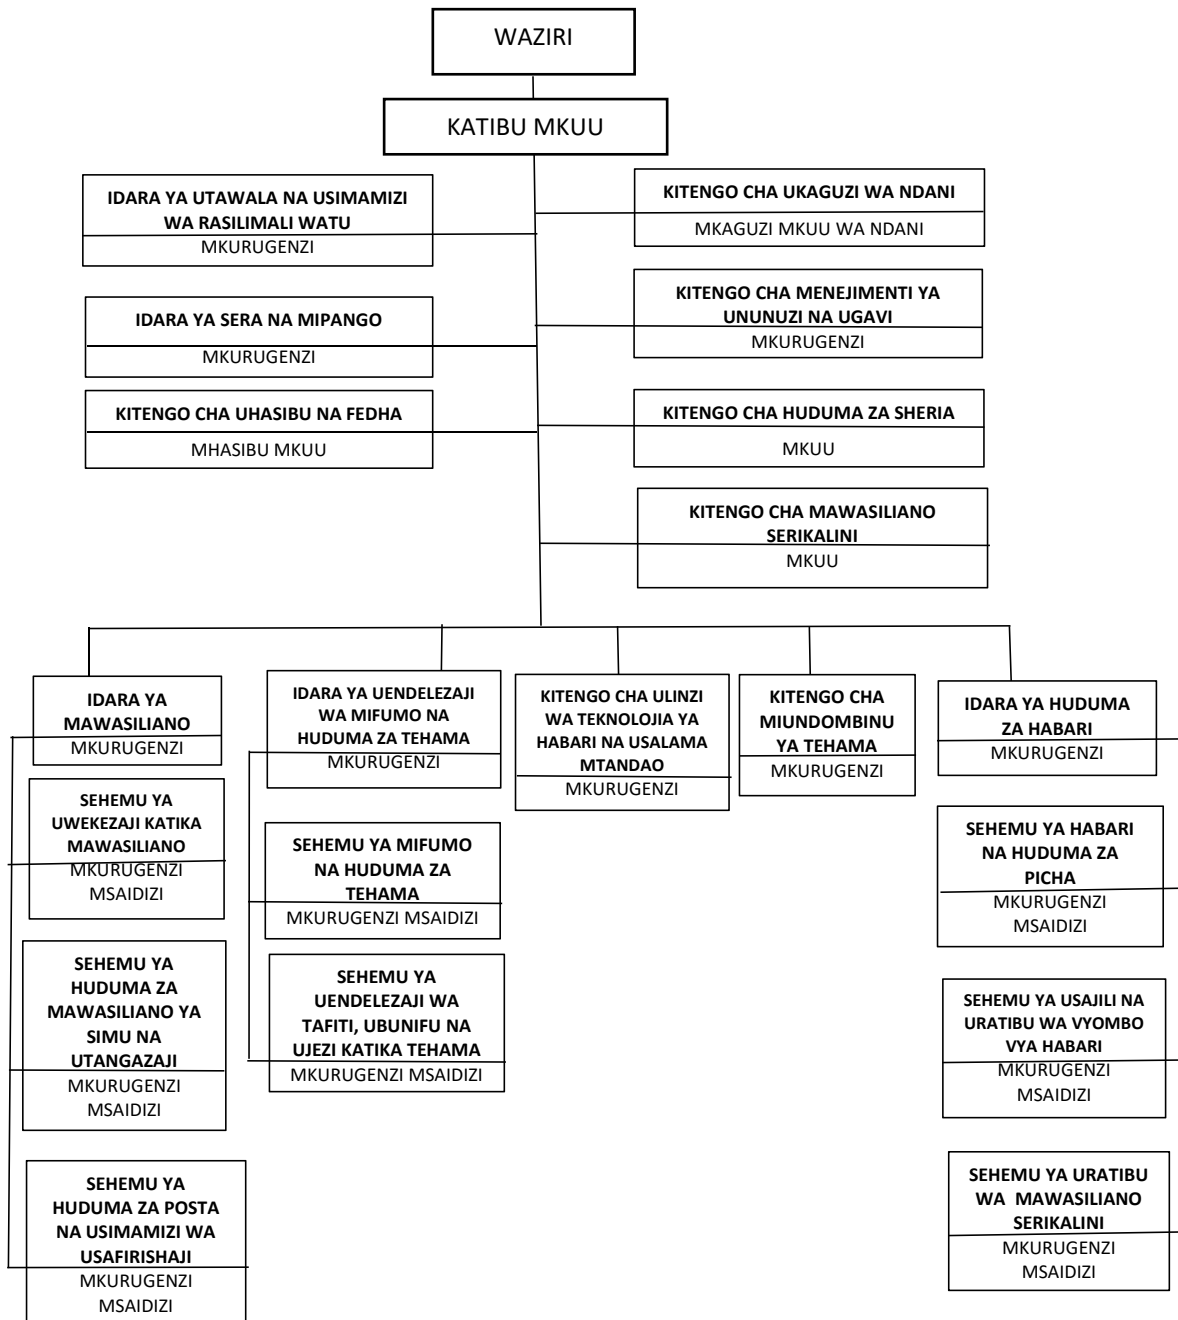 WAZIRI
KATIBU MKUU
IDARA YA UTAWALA NA USIMAMIZI
WA RASILIMALI WATU
MKURUGENZI
KITENGO CHA UKAGUZI WA NDANI
MKAGUZI MKUU WA NDANI
IDARA YA SERA NA MIPANGO
MKURUGENZI
KITENGO CHA MENEJIMENTI YA
UNUNUZI NA UGAVI
MKURUGENZI
KITENGO CHA UHASIBU NA FEDHA
MHASIBU MKUU
KITENGO CHA HUDUMA ZA SHERIA
MKUU
KITENGO CHA MAWASILIANO
SERIKALINI
MKUU
IDARA YA
MAWASILIANO
MKURUGENZI
SEHEMU YA
UWEKEZAJI KATIKA
MAWASILIANO
MKURUGENZI
MSAIDIZI
SEHEMU YA
HUDUMA ZA
MAWASILIANO YA
SIMU NA
UTANGAZAJI
MKURUGENZI
MSAIDIZI
SEHEMU YA
HUDUMA ZA POSTA
NA USIMAMIZI WA
USAFIRISHAJI
MKURUGENZI
MSAIDIZI
IDARA YA UENDELEZAJI
WA MIFUMO NA
HUDUMA ZA TEHAMA
MKURUGENZI
SEHEMU YA MIFUMO
NA HUDUMA ZA
TEHAMA
MKURUGENZI MSAIDIZI
SEHEMU YA
UENDELEZAJI WA
TAFITI, UBUNIFU NA
UJEZI KATIKA TEHAMA
MKURUGENZI MSAIDIZI
KITENGO CHA ULINZI
WA TEKNOLOJIA YA
HABARI NA USALAMA
MTANDAO
MKURUGENZI
KITENGO CHA
MIUNDOMBINU
YA TEHAMA
MKURUGENZI
IDARA YA HUDUMA
ZA HABARI
MKURUGENZI
SEHEMU YA HABARI
NA HUDUMA ZA
PICHA
MKURUGENZI
MSAIDIZI
SEHEMU YA USAJILI NA
URATIBU WA VYOMBO
VYA HABARI
MKURUGENZI
MSAIDIZI
SEHEMU YA URATIBU
WA MAWASILIANO
SERIKALINI
MKURUGENZI
MSAIDIZI